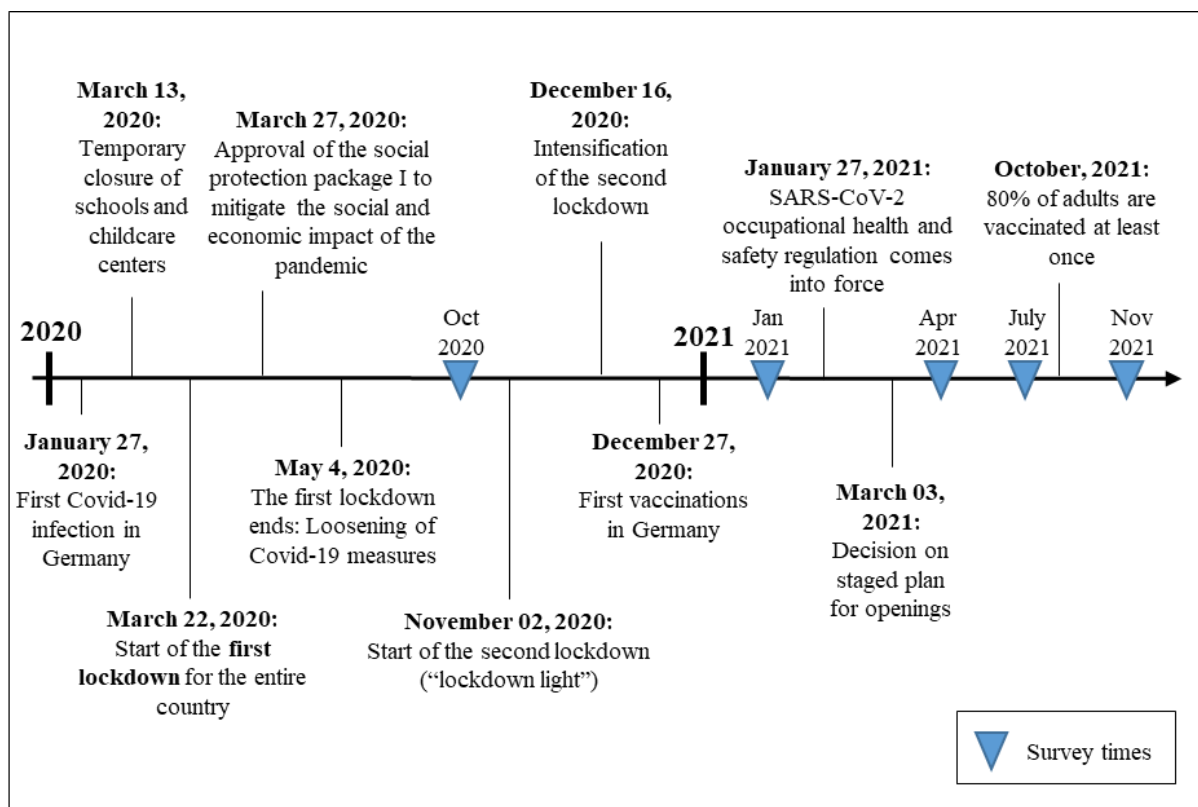 March 13,
2020:
Temporary
closure of
schools and
childcare
centers
March 27, 2020:
Approval of the social
protection package I to
mitigate the social and
economic impact of the
pandemic
December 16,
2020:
Intensification
of the second
lockdown
January 27, 2021:
SARS-CoV-2
occupational health and
safety regulation comes
into force
October, 2021:
80% of adults are
vaccinated at least
once
2020
Oct
2020
2021
Jan
2021
Apr
2021
July
2021
Nov
2021
January 27,
2020:
First Covid-19
infection in
Germany
March 22, 2020:
Start of the first
lockdown for the entire
country
May 4, 2020:
The first lockdown
ends: Loosening of
Covid-19 measures
November 02, 2020:
Start of the second lockdown
(“lockdown light”)
December 27,
2020:
First vaccinations
in Germany
March 03,
2021:
Decision on
staged plan
for openings
Survey times